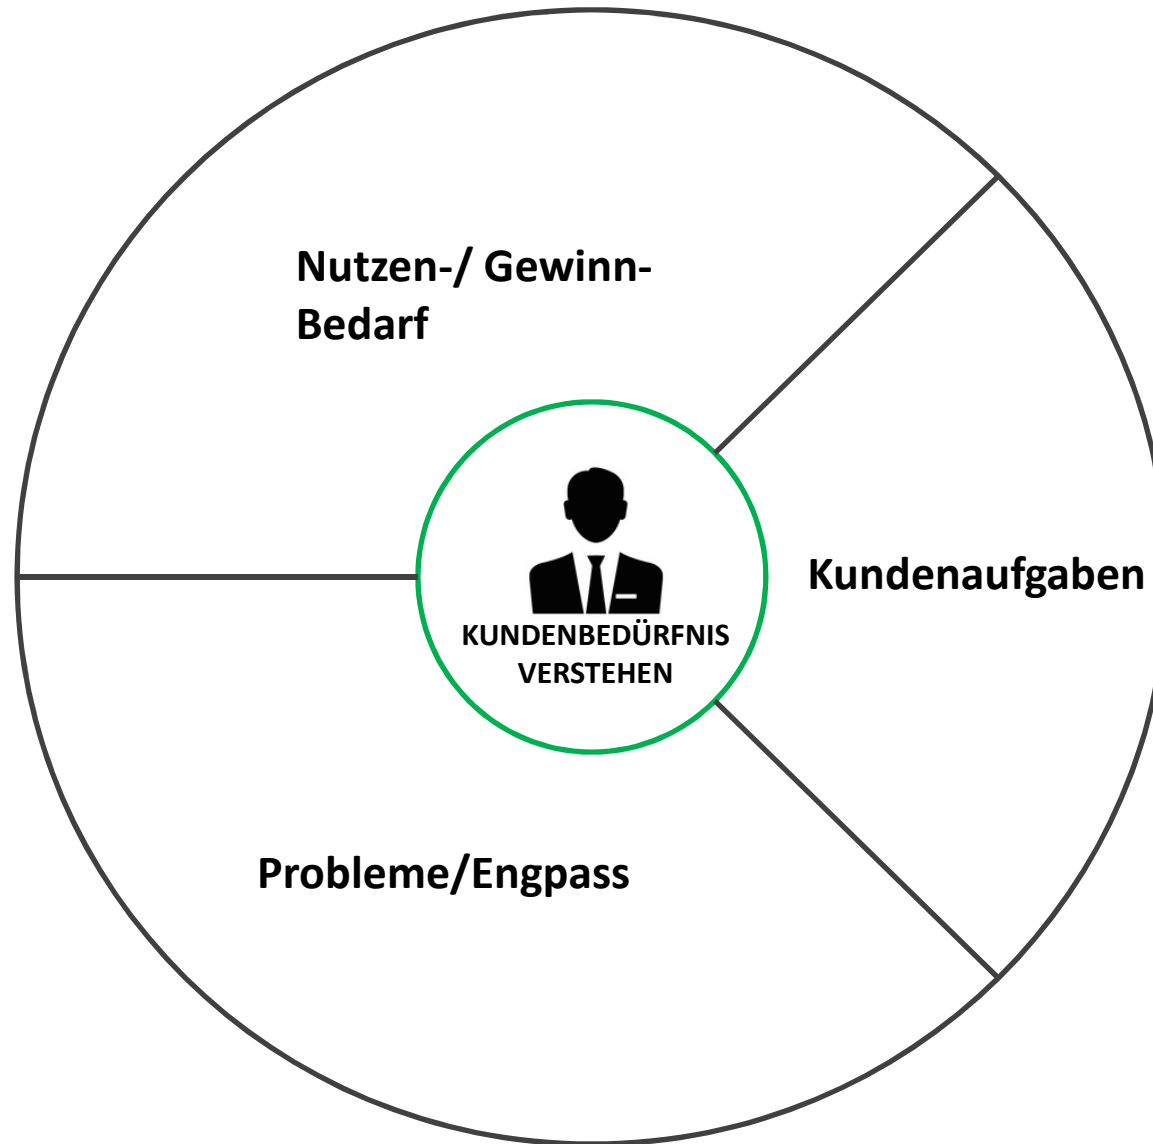 Nutzen-/ Gewinn-
Bedarf
Kundenaufgaben
KUNDENBEDÜRFNIS
VERSTEHEN
Probleme/Engpass